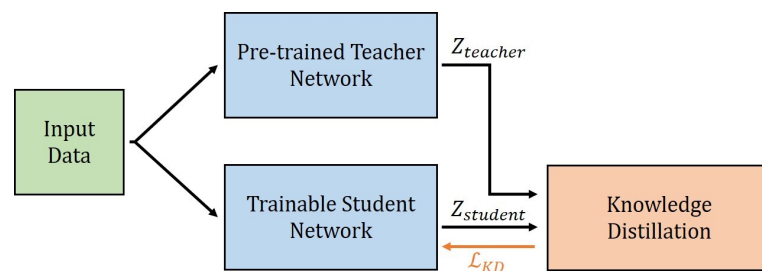 Pre-trained Teacher
Network
Z_teacher
Input
Data
Trainable Student
Network
Z_student
ℒ_KD
Knowledge
Distillation